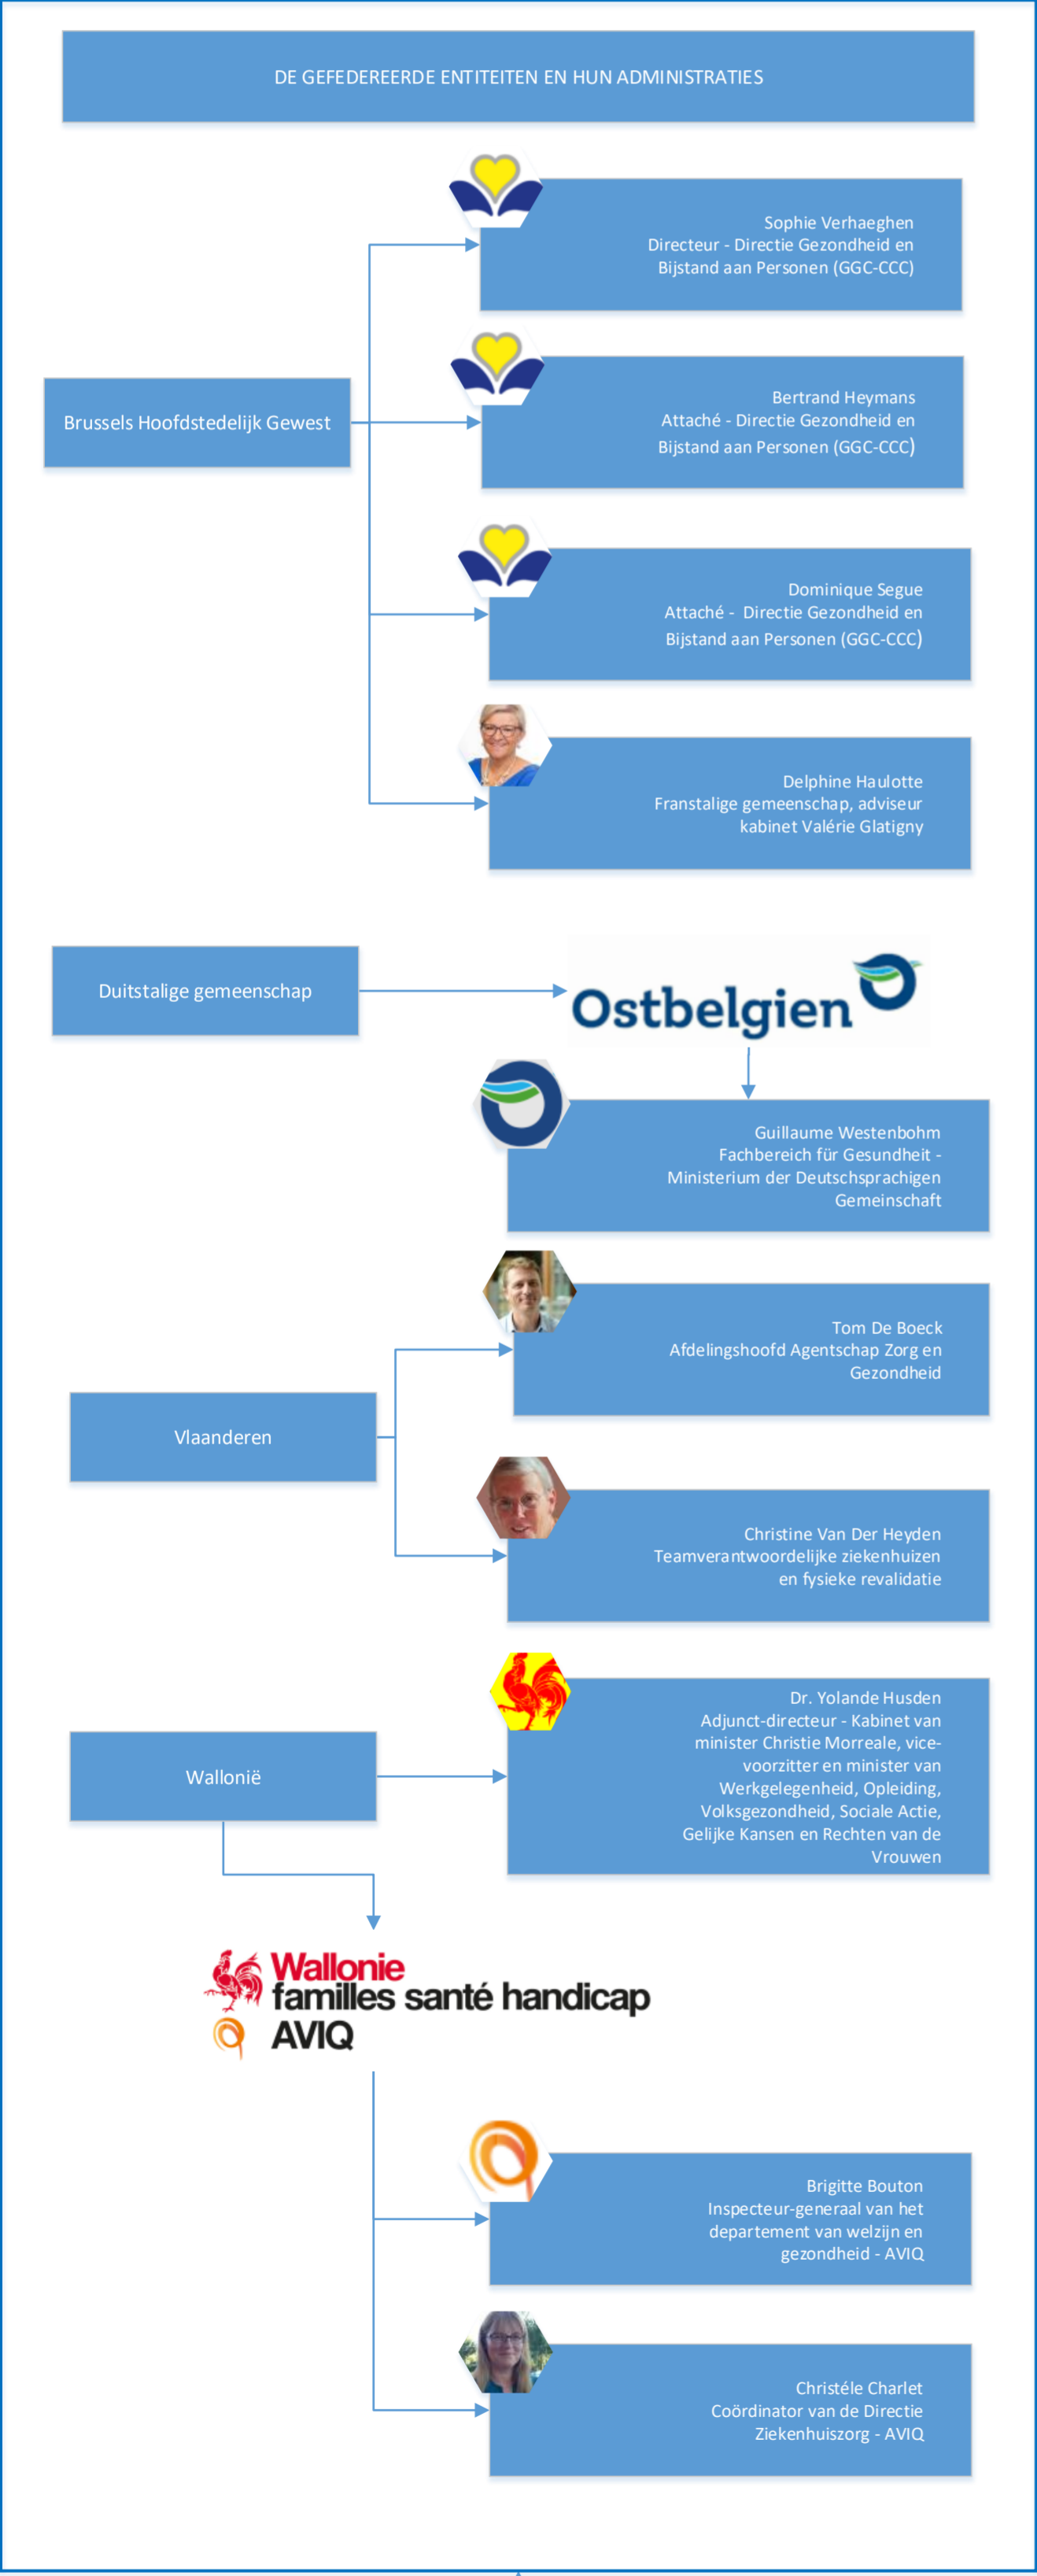 DE GEFEDEREERDE ENTITEITEN EN HUN ADMINISTRATIES
Sophie Verhaeghen
Directeur - Directie Gezondheid en
Bijstand aan Personen (GGC-CCC)
Brussels Hoofdstedelijk Gewest
Bertrand Heymans
Attaché - Directie Gezondheid en
Bijstand aan Personen (GGC-CCC)
Dominique Segue
Attaché - Directie Gezondheid en
Bijstand aan Personen (GGC-CCC)
Delphine Haulotte
Franstalige gemeenschap, adviseur
kabinet Valérie Glatigny
Duitstalige gemeenschap
Ostbelgien
Guillaume Westenbohm
Fachbereich für Gesundheit -
Ministerium der Deutschsprachigen
Gemeinschaft
Tom De Boeck
Afdelingshoofd Agentschap Zorg en
Gezondheid
Vlaanderen
Christine Van Der Heyden
Teamverantwoordelijke ziekenhuizen
en fysieke revalidatie
Wallonië
Dr. Yolande Husden
Adjunct-directeur - Kabinet van
minister Christie Morreale, vice-
voorzitter en minister van
Werkgelegenheid, Opleiding,
Volksgezondheid, Sociale Actie,
Gelijke Kansen en Rechten van de
Vrouwen
Wallonie
familles santé handicap
AVIQ
Brigitte Bouton
Inspecteur-generaal van het
departement van welzijn en
gezondheid - AVIQ
Christéle Charlet
Coördinator van de Directie
Ziekenhuiszorg - AVIQ